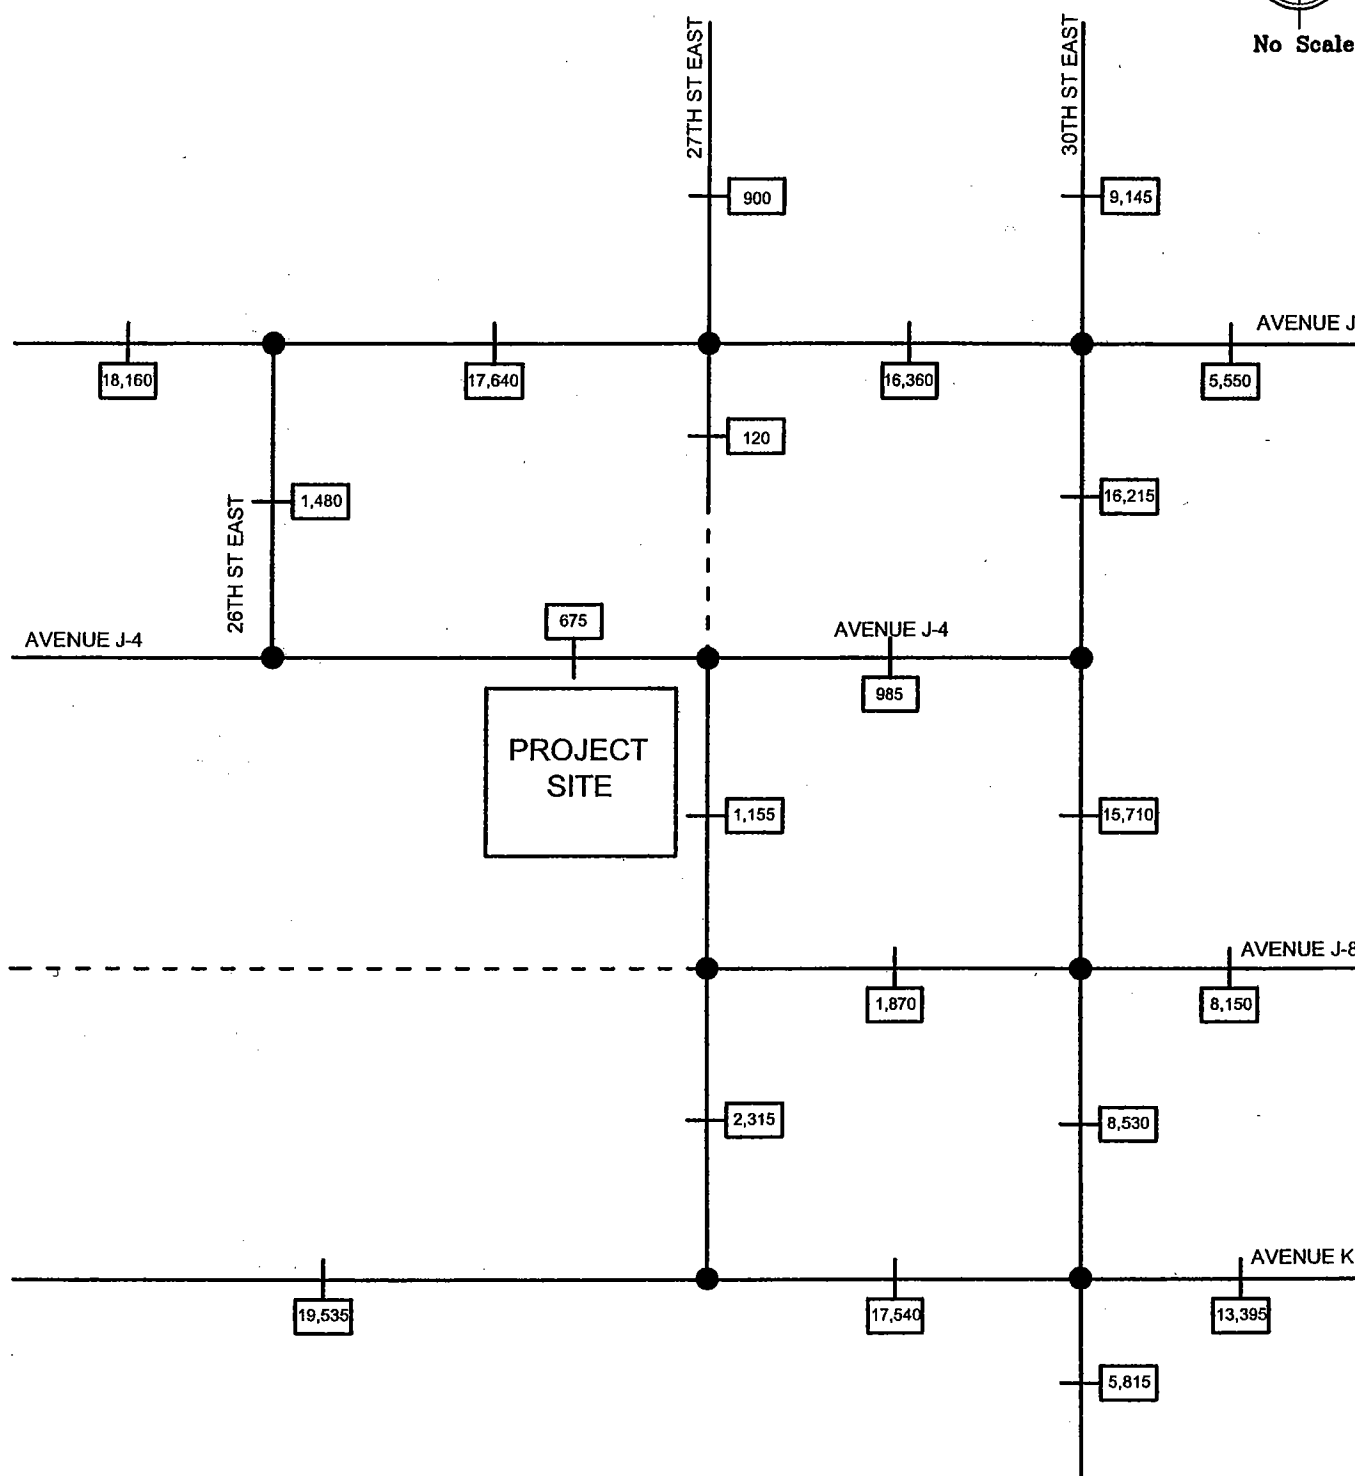 No Scale
27TH ST EAST
30TH ST EAST
900
9,145
AVENUE J
18,160
17,640
16,360
5,550
120
1,480
16,215
26TH ST EAST
675
AVENUE J-4
AVENUE J-4
985
PROJECT
SITE
1,155
15,710
AVENUE J-8
1,870
8,150
2,315
8,530
AVENUE K
19,535
17,540
13,395
5,815